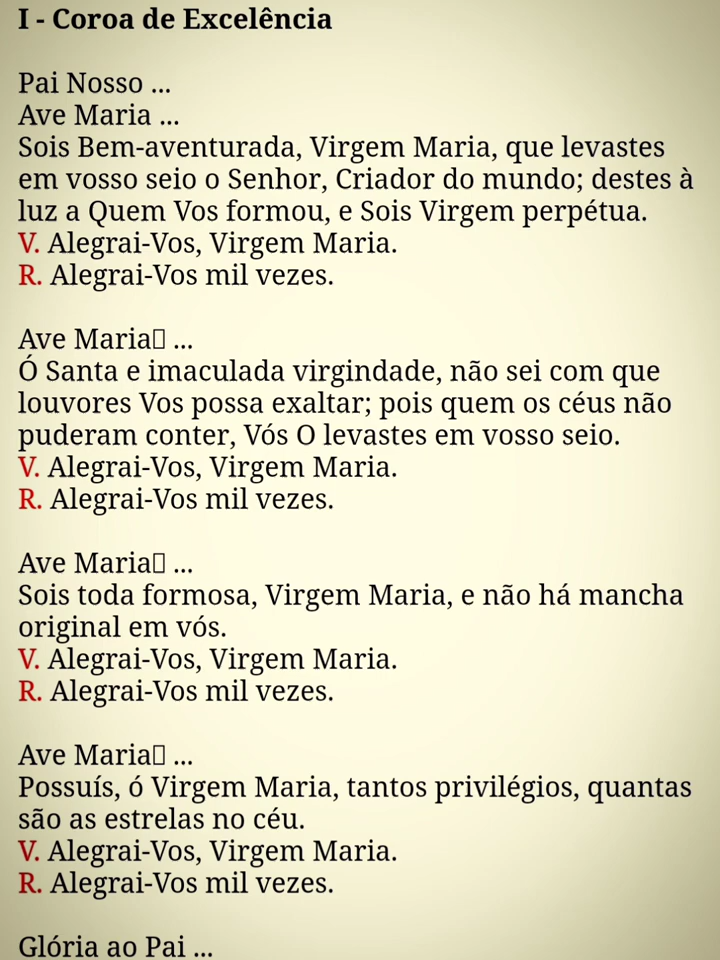 I - Coroa de Excelência
Pai Nosso ...
Ave Maria ...
Sois Bem-aventurada, Virgem Maria, que levastes
em vosso seio o Senhor, Criador do mundo; destes à
luz a Quem Vos formou, e Sois Virgem perpétua.
V. Alegrai-Vos, Virgem Maria.
R. Alegrai-Vos mil vezes.
Ave Maria▯ ...
Ó Santa e imaculada virgindade, não sei com que
louvores Vos possa exaltar; pois quem os céus não
puderam conter, Vós O levastes em vosso seio.
V. Alegrai-Vos, Virgem Maria.
R. Alegrai-Vos mil vezes.
Ave Maria▯ ...
Sois toda formosa, Virgem Maria, e não há mancha
original em vós.
V. Alegrai-Vos, Virgem Maria.
R. Alegrai-Vos mil vezes.
Ave Maria▯ ...
Possuís, ó Virgem Maria, tantos privilégios, quantas
são as estrelas no céu.
V. Alegrai-Vos, Virgem Maria.
R. Alegrai-Vos mil vezes.
Glória ao Pai ...